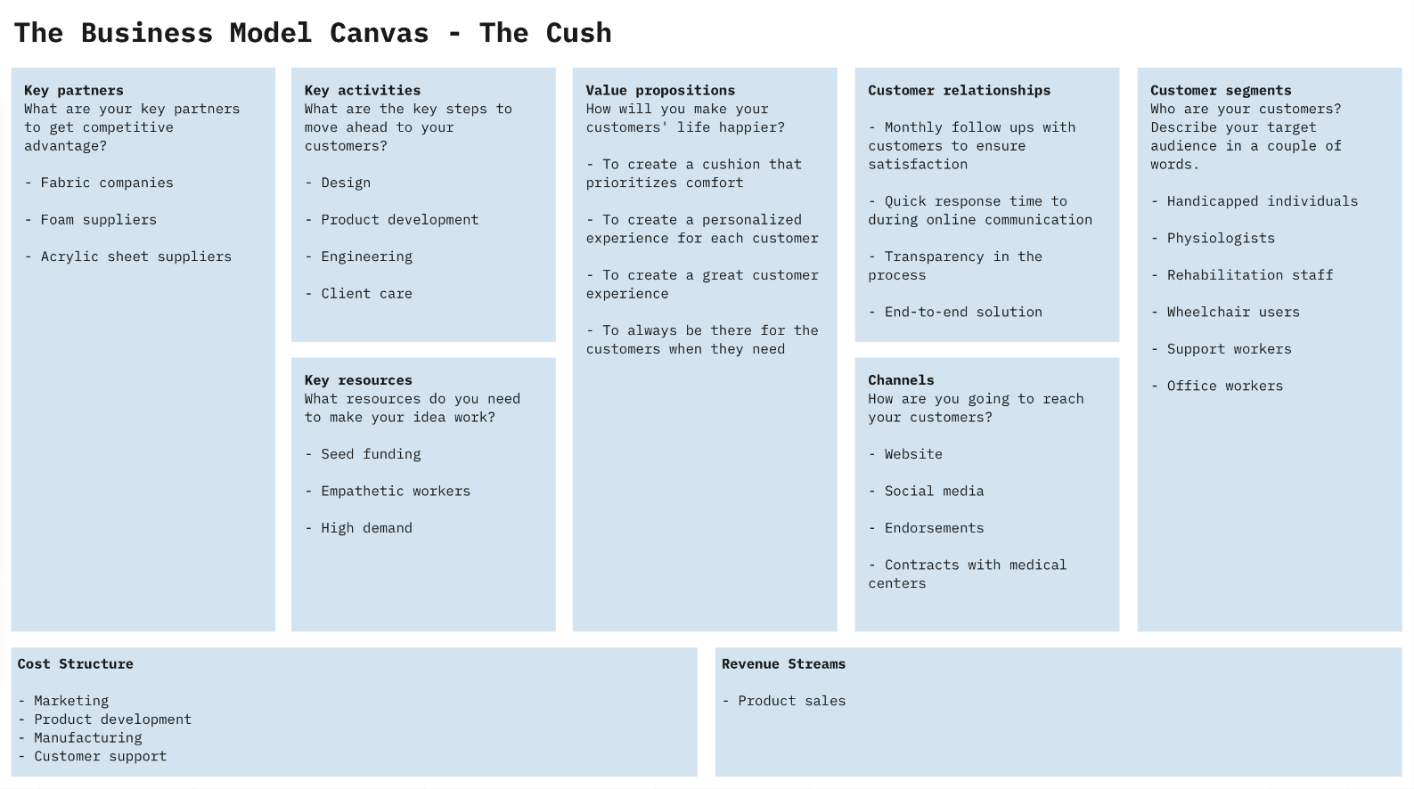 The Business Model Canvas - The Cush
Key partners
What are your key partners
to get competitive
advantage?
- Fabric companies
- Foam suppliers
- Acrylic sheet suppliers
Key activities
What are the key steps to
move ahead to your
customers?
- Design
- Product development
- Engineering
- Client care
Key resources
What resources do you need
to make your idea work?
- Seed funding
- Empathetic workers
- High demand
Value propositions
How will you make your
customers' life happier?
- To create a cushion that
prioritizes comfort
- To create a personalized
experience for each customer
- To create a great customer
experience
- To always be there for the
customers when they need
Customer relationships
- Monthly follow ups with
customers to ensure
satisfaction
- Quick response time to
during online communication
- Transparency in the
process
- End-to-end solution
Channels
How are you going to reach
your customers?
- Website
- Social media
- Endorsements
- Contracts with medical
centers
Customer segments
Who are your customers?
Describe your target
audience in a couple of
words.
- Handicapped individuals
- Physiologists
- Rehabilitation staff
- Wheelchair users
- Support workers
- Office workers
Cost Structure
- Marketing
- Product development
- Manufacturing
- Customer support
Revenue Streams
- Product sales